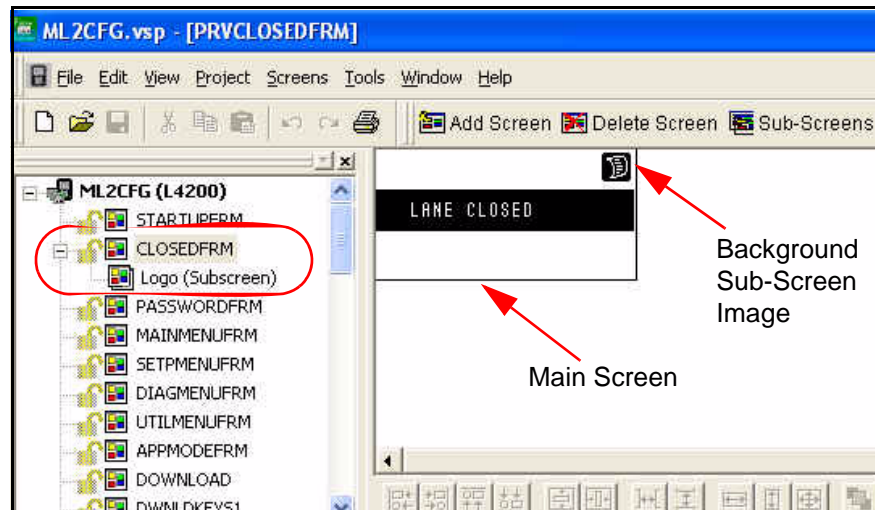 ML2CFG.vsp - [PRVCLOSEDFRM]
File Edit View Project Screens Tools Window Help
Add Screen Delete Screen Sub-Screens
ML2CFG (L4200)
STARTUPFRM
CLOSEDFRM
Logo (Subscreen)
PASSWORDFRM
MAINMENUFRM
SETPMENUFRM
DIAGMENUFRM
UTILMENUFRM
APPMODEFRM
DOWNLOAD
DWNLDKEYS1
LANE CLOSED
Background
Sub-Screen
Image
Main Screen